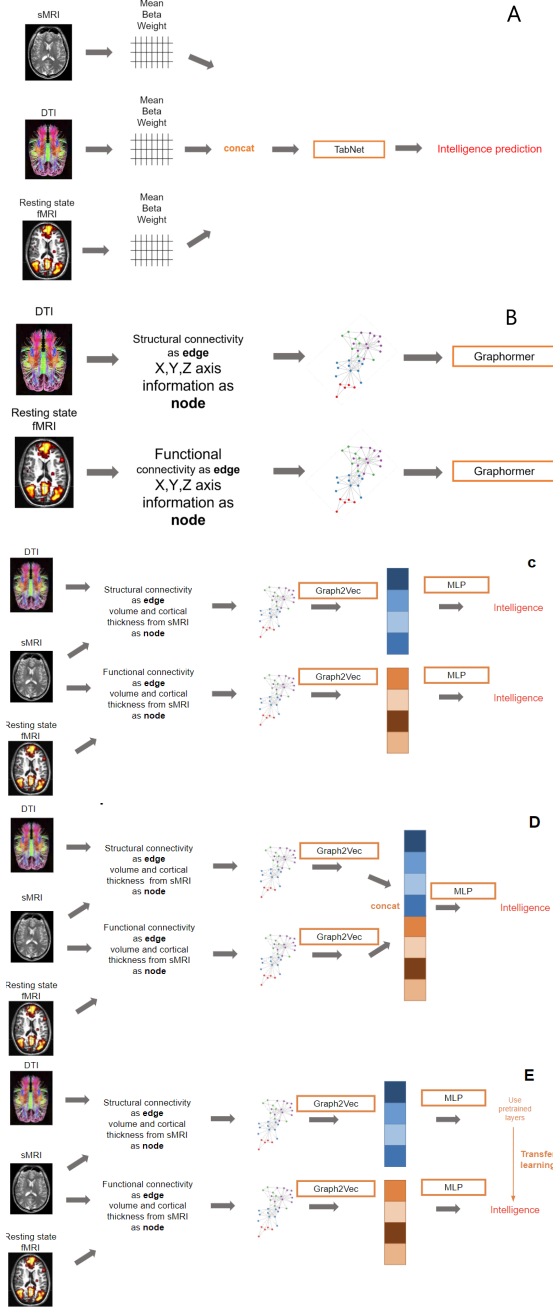 sMRI
Mean
Beta
Weight
A
DTI
Mean
Beta
Weight
concat
TabNet
Intelligence prediction
Resting state
fMRI
Mean
Beta
Weight
DTI
B
Structural connectivity
as edge
X,Y,Z axis
information as
node
Graphormer
Resting state
fMRI
Functional
connectivity as edge
X,Y,Z axis
information as
node
Graphormer
DTI
c
Structural connectivity
as edge
volume and cortical
thickness from sMRI
as node
Graph2Vec
MLP
Intelligence
sMRI
Functional connectivity
as edge
volume and cortical
thickness from sMRI
as node
Graph2Vec
MLP
Intelligence
Resting state
fMRI
DTI
D
Structural connectivity
as edge
volume and cortical
thickness from sMRI
as node
Graph2Vec
concat
MLP
Intelligence
sMRI
Functional connectivity
as edge
volume and cortical
thickness from sMRI
as node
Graph2Vec
Resting state
fMRI
DTI
E
Structural connectivity
as edge
volume and cortical
thickness from sMRI
as node
Graph2Vec
MLP
Use
pretrained
layers
Transfer
learning
sMRI
Functional connectivity
as edge
volume and cortical
thickness from sMRI
as node
Graph2Vec
MLP
Intelligence
Resting state
fMRI